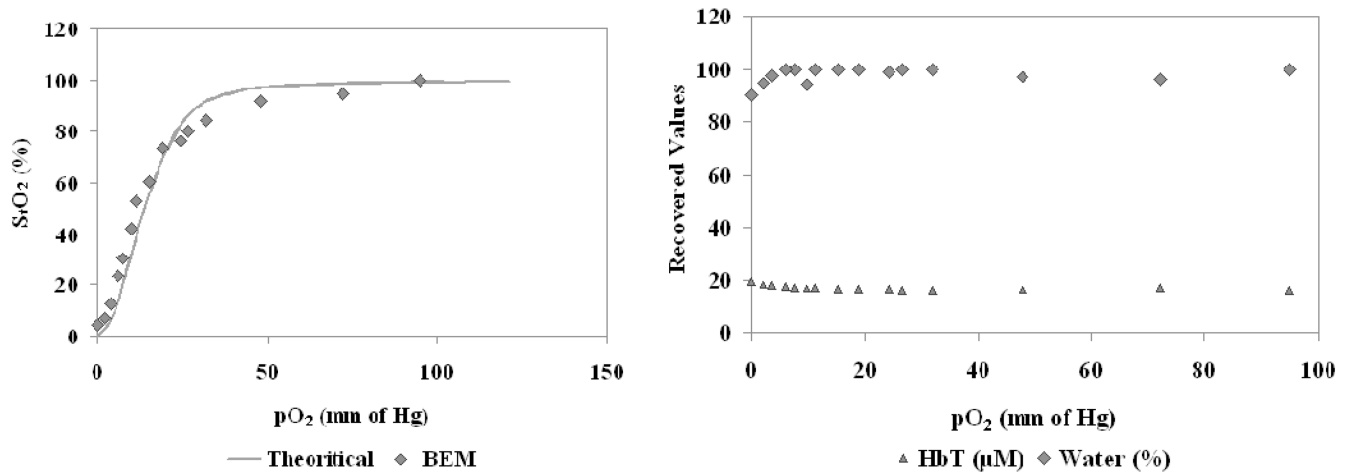 120
100
80
60
40
20
0
StO₂ (%)
0 50 100 150
pO₂ (mm of Hg)
Theoritical BEM
120
100
80
60
40
20
0
Recovered Values
0 20 40 60 80 100
pO₂ (mm of Hg)
HbT (µM) Water (%)